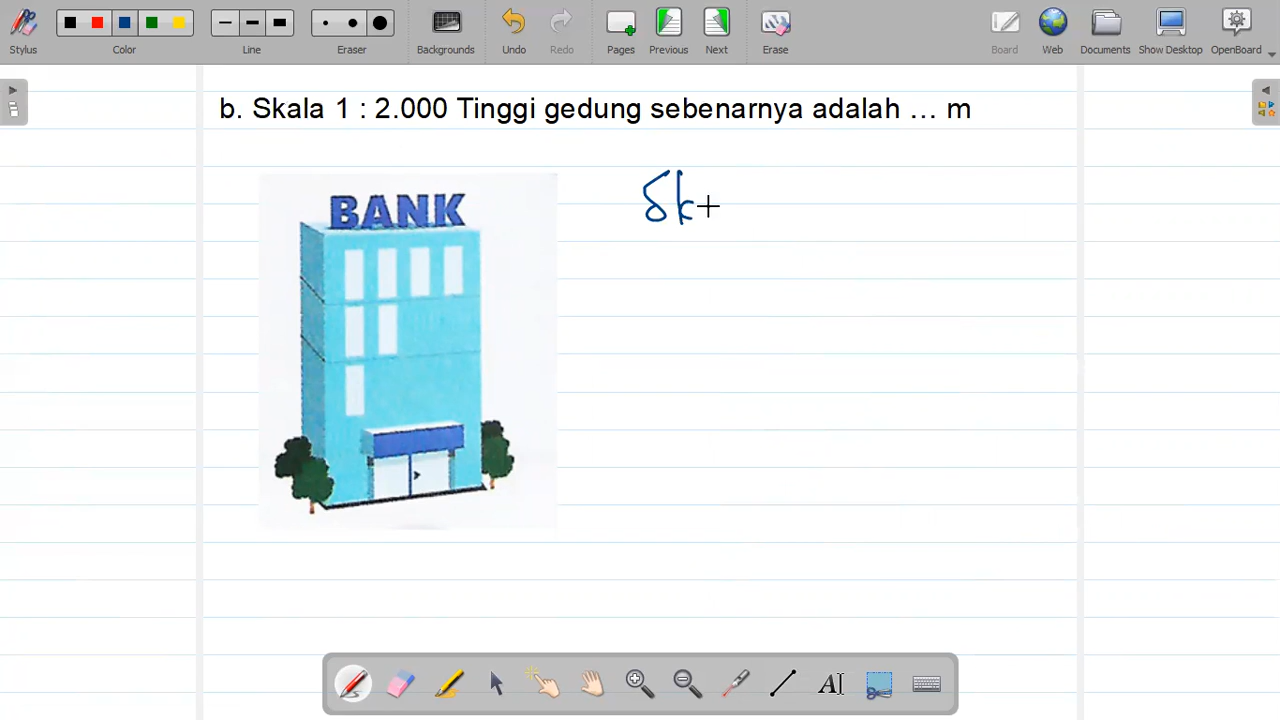 Stylus
Color
Line
Eraser
Backgrounds
Undo
Redo
Pages
Previous
Next
Erase
Board
Web
Documents
Show Desktop
OpenBoard
b. Skala 1 : 2.000 Tinggi gedung sebenarnya adalah … m
BANK
Sk
AI